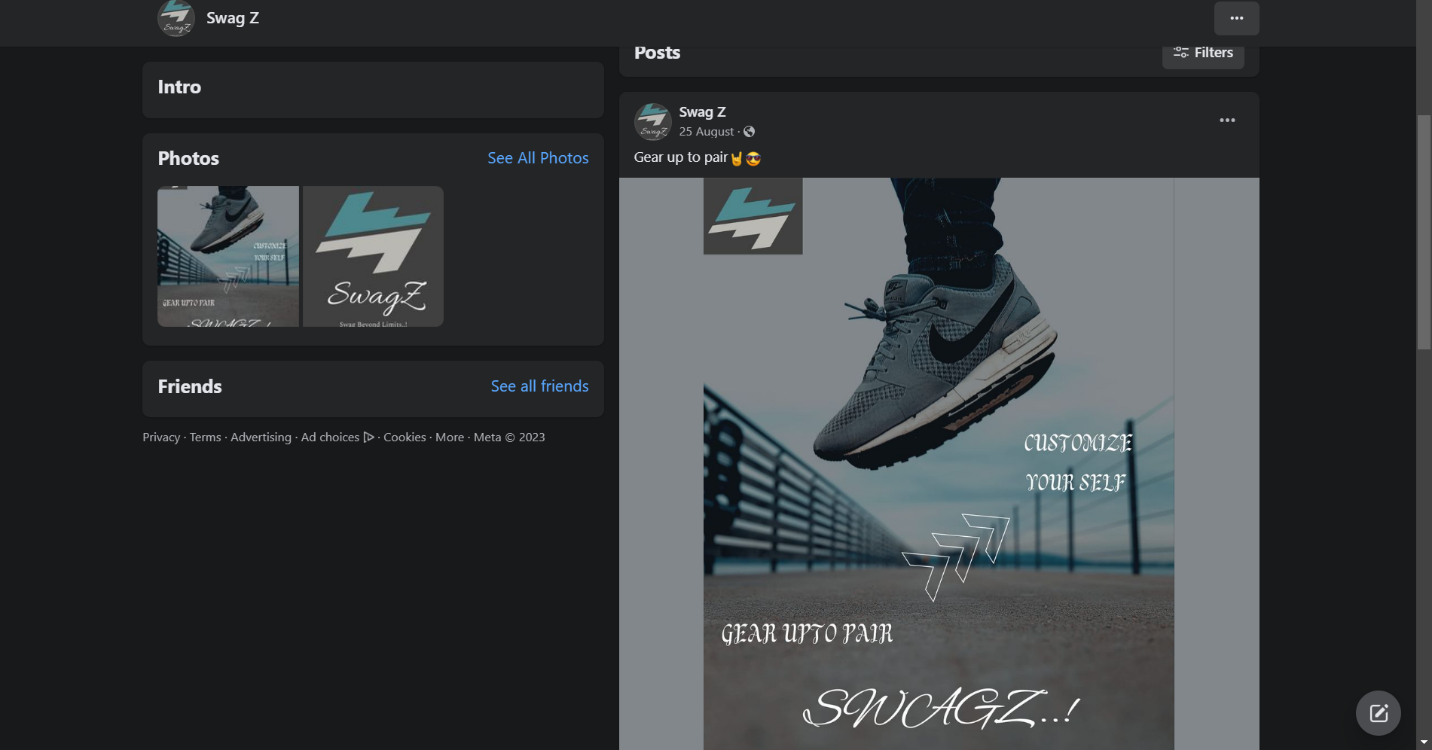 Swag Z
Intro
Photos
See All Photos
CUSTOMIZE
YOUR SELF
GEAR UPTO PAIR
SWAGZ..!
SwagZ
Swag Beyond Limits..!
Friends
See all friends
Privacy · Terms · Advertising · Ad choices · Cookies · More · Meta © 2023
Posts
Filters
Swag Z
25 August ·
Gear up to pair🤘😎
CUSTOMIZE
YOUR SELF
GEAR UPTO PAIR
SWAGZ..!